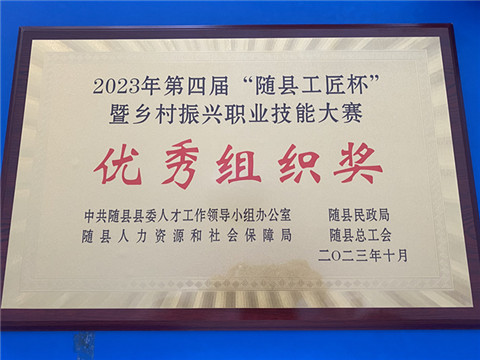 2023年第四届“随县工匠杯”
暨乡村振兴职业技能大赛
优秀组织奖
中共随县县委人才工作领导小组办公室 随县民政局
随县人力资源和社会保障局 随县总工会
二〇二三年十月